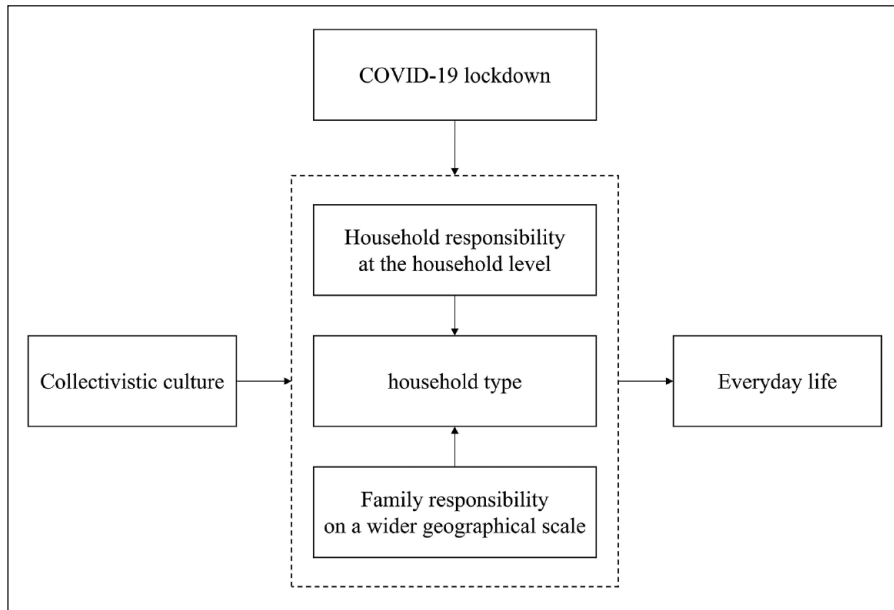 COVID-19 lockdown
Household responsibility
at the household level
Collectivistic culture
household type
Everyday life
Family responsibility
on a wider geographical scale